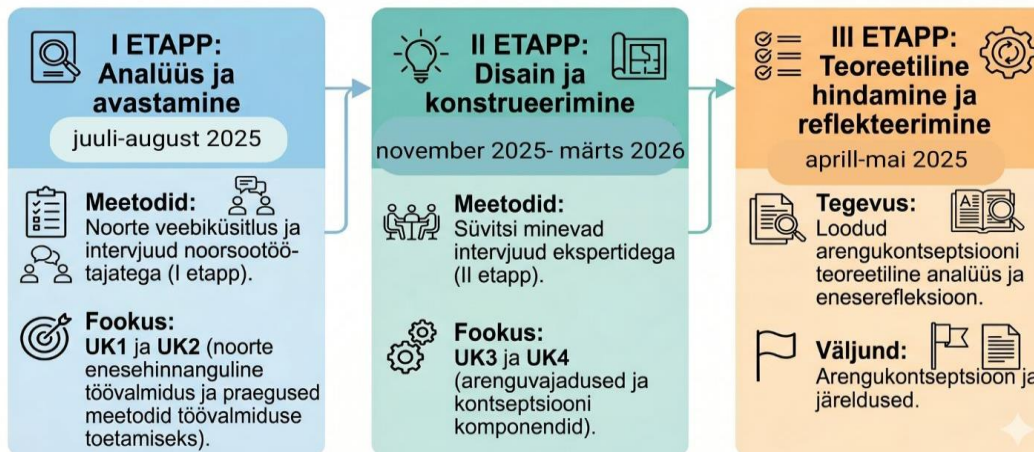 I ETAPP:
Analüüs ja
avastamine
juuli-august 2025
Meetodid:
Noorte veebiküsitlus ja
intervjuud noorsootöö-
tajatega (I etapp).
Fookus:
UK1 ja UK2 (noorte
enesehinnanguline
töövalmidus ja praegused
meetodid töövalmiduse
toetamiseks).
II ETAPP:
Disain ja
konstrueerimine
november 2025- märts 2026
Meetodid:
Süvitsi minevad
intervjuud ekspertidega
(II etapp).
Fookus:
UK3 ja UK4
(arenguvajadused ja
kontseptsiooni
komponendid).
III ETAPP:
Teoreetiline
hindamine ja
reflekteerimine
aprill-mai 2025
Tegevus:
Loodud
arengukontseptsiooni
teoreetiline analüüs ja
eneserefleksioon.
Väljund:
Arengukontseptsioon ja
järeldused.